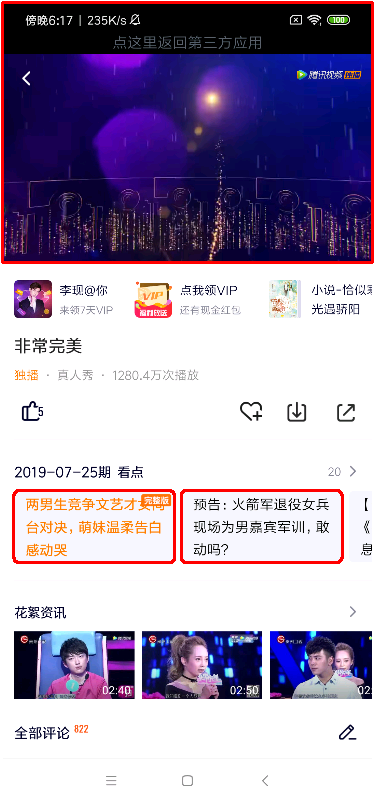 傍晚6:17 | 235K/s
100
点这里返回第三方应用
腾讯视频 独播
李现@你
来领7天VIP
VIP
福利放送
点我领VIP
还有现金红包
小说-恰似
光遇骄阳
非常完美
独播 · 真人秀 · 1280.4万次播放
5
2019-07-25期 看点
20
完整版
两男生竞争文艺才女同
台对决，萌妹温柔告白
感动哭
预告：火箭军退役女兵
现场为男嘉宾军训，敢
动吗？
【
《
真
花絮资讯
02:40
02:50
全部评论 822